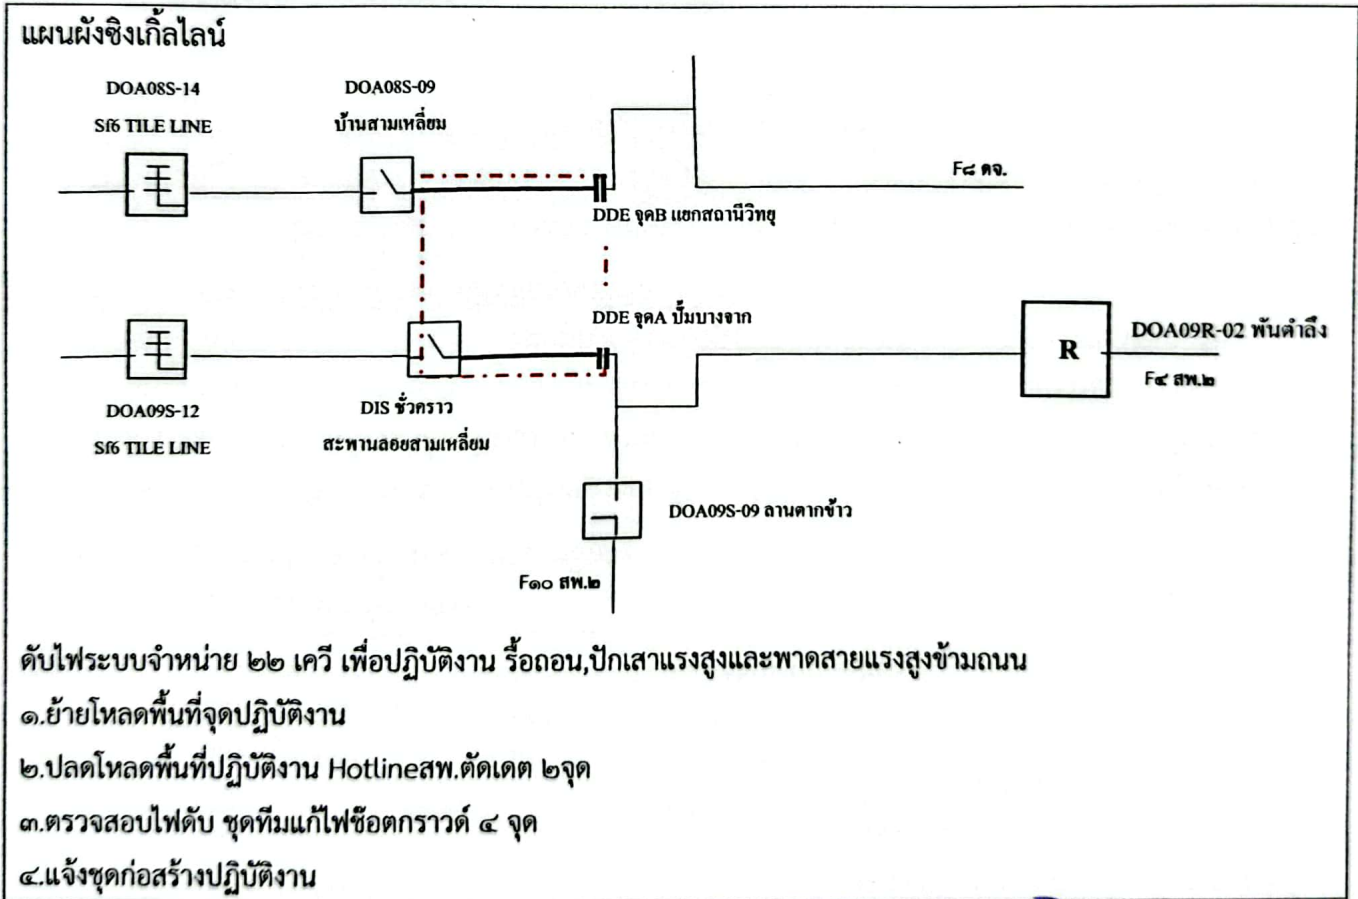 แผนผังซิงเกิ้ลไลน์
DOA08S-14
Sf6 TILE LINE
DOA08S-09
บ้านสามเหลี่ยม
F๘ ดจ.
DDE จุดB แยกสถานีวิทยุ
DDE จุดA ปั๊มบางจาก
R
DOA09R-02 พันตำลึง
F๔ สพ.๒
DOA09S-12
Sf6 TILE LINE
DIS ชั่วคราว
สะพานลอยสามเหลี่ยม
DOA09S-09 ลานตากข้าว
F๑๐ สพ.๒
ดับไฟระบบจำหน่าย ๒๒ เควี เพื่อปฏิบัติงาน รื้อถอน,ปักเสาแรงสูงและพาดสายแรงสูงข้ามถนน
๑.ย้ายโหลดพื้นที่จุดปฏิบัติงาน
๒.ปลดโหลดพื้นที่ปฏิบัติงาน Hotlineสพ.ตัดเดต ๒จุด
๓.ตรวจสอบไฟดับ ชุดทีมแก้ไฟช๊อตกราวด์ ๔ จุด
๔.แจ้งชุดก่อสร้างปฏิบัติงาน